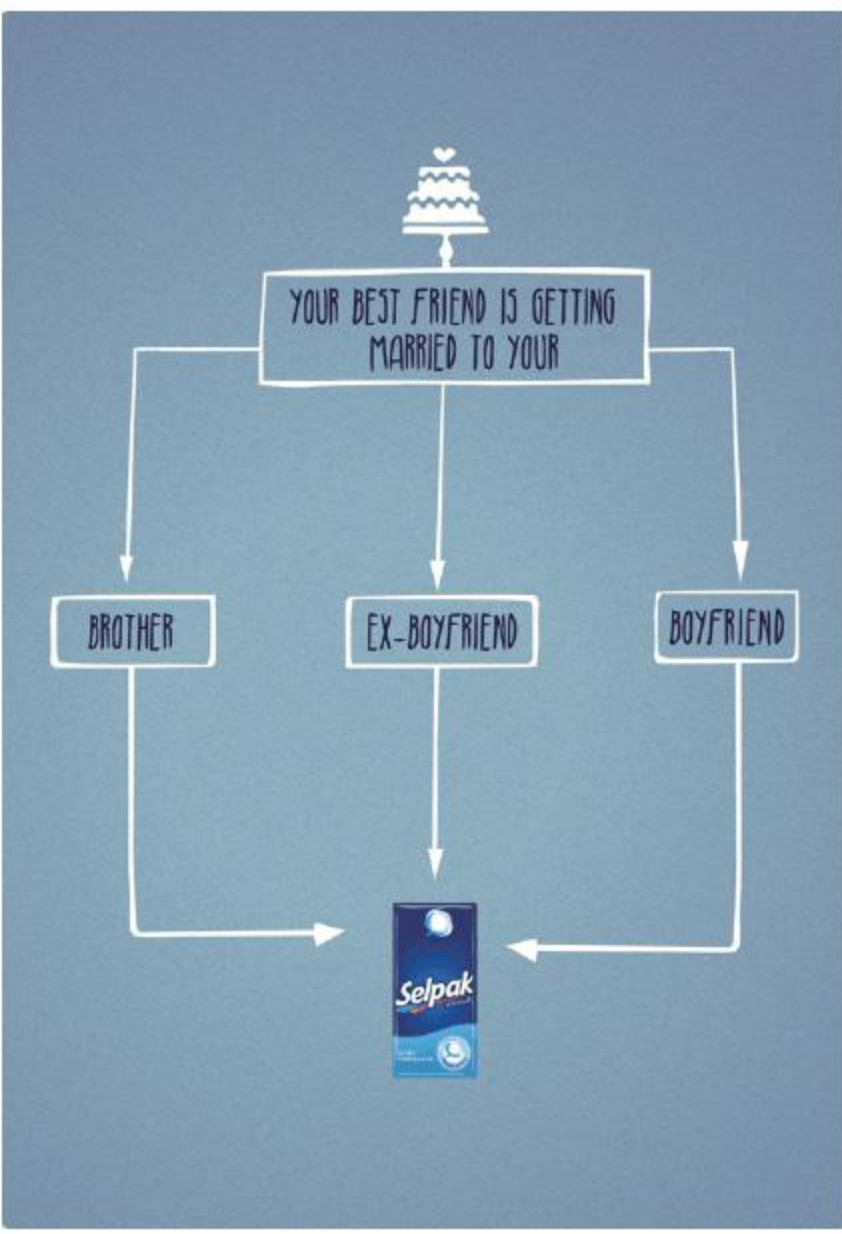 YOUR BEST FRIEND IS GETTING
MARRIED TO YOUR
BROTHER
EX-BOYFRIEND
BOYFRIEND
Selpak